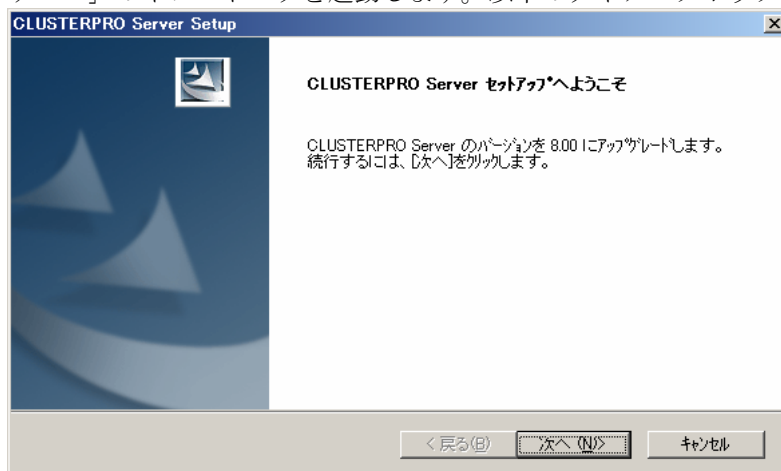 CLUSTERPRO Server Setup
CLUSTERPRO Server ｾｯﾄｱｯﾌﾟへようこそ
CLUSTERPRO Server のﾊﾞｰｼﾞｮﾝを 8.00 にｱｯﾌﾟｸﾞﾚｰﾄﾞします。
続行するには、[次へ]をｸﾘｯｸします。
< 戻る(B)
次へ (N)>
ｷｬﾝｾﾙ